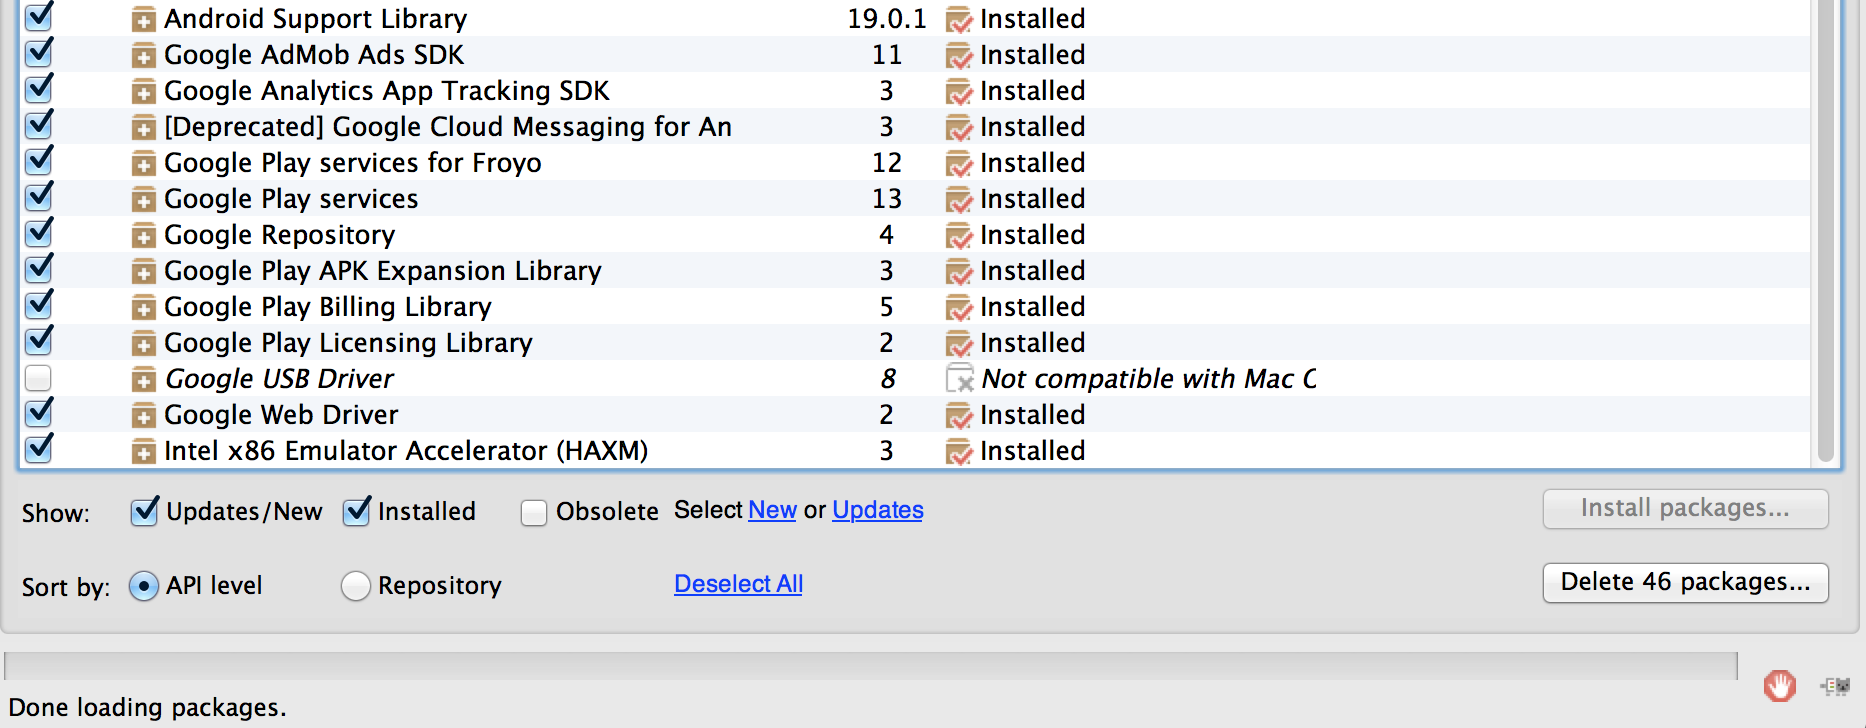 Android Support Library 19.0.1 Installed
Google AdMob Ads SDK 11 Installed
Google Analytics App Tracking SDK 3 Installed
[Deprecated] Google Cloud Messaging for An 3 Installed
Google Play services for Froyo 12 Installed
Google Play services 13 Installed
Google Repository 4 Installed
Google Play APK Expansion Library 3 Installed
Google Play Billing Library 5 Installed
Google Play Licensing Library 2 Installed
Google USB Driver 8 Not compatible with Mac O
Google Web Driver 2 Installed
Intel x86 Emulator Accelerator (HAXM) 3 Installed
Show: Updates/New Installed Obsolete Select New or Updates Install packages...
Sort by: API level Repository Deselect All Delete 46 packages...
Done loading packages.